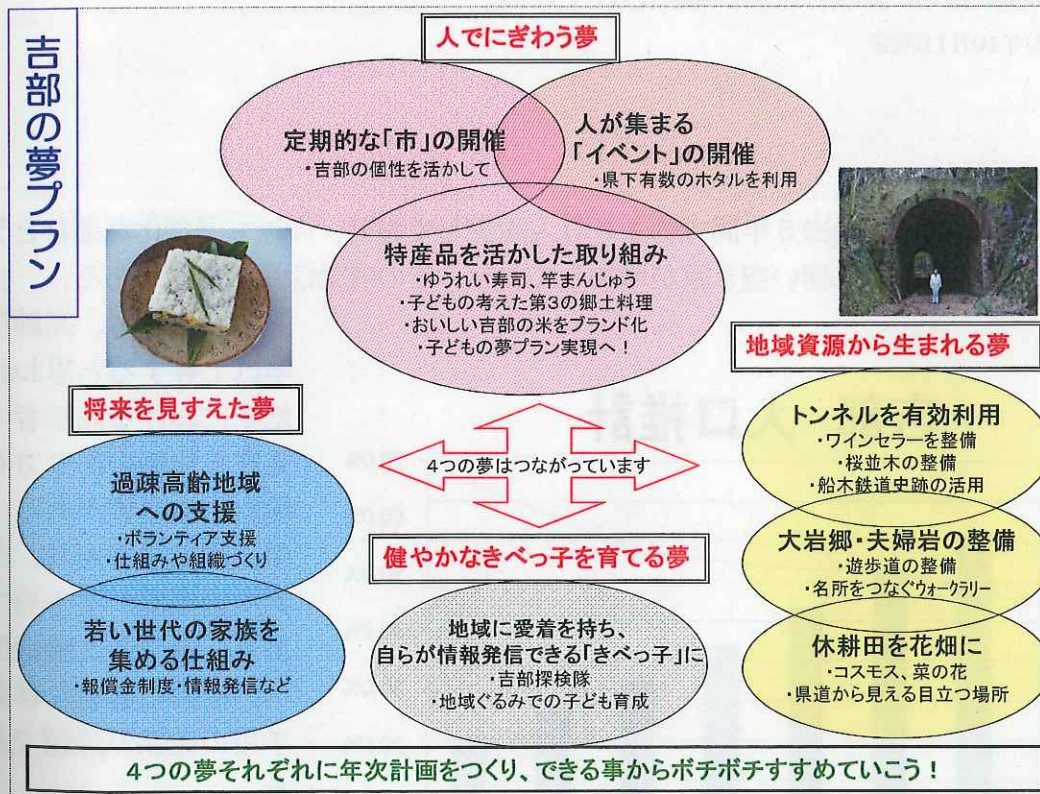 吉部の夢プラン
人でにぎわう夢
定期的な「市」の開催
・吉部の個性を活かして
人が集まる
「イベント」の開催
・県下有数のホタルを利用
特産品を活かした取り組み
・ゆうれい寿司、竿まんじゅう
・子どもの考えた第3の郷土料理
・おいしい吉部の米をブランド化
・子どもの夢プラン実現へ！
地域資源から生まれる夢
トンネルを有効利用
・ワインセラーを整備
・桜並木の整備
・船木鉄道史跡の活用
大岩郷・夫婦岩の整備
・遊歩道の整備
・名所をつなぐウォークラリー
休耕田を花畑に
・コスモス、菜の花
・県道から見える目立つ場所
将来を見すえた夢
過疎高齢地域
への支援
・ボランティア支援
・仕組みや組織づくり
若い世代の家族を
集める仕組み
・報償金制度・情報発信など
4つの夢はつながっています
健やかなきべっ子を育てる夢
地域に愛着を持ち、
自らが情報発信できる「きべっ子」に
・吉部探検隊
・地域ぐるみでの子ども育成
4つの夢それぞれに年次計画をつくり、できる事からボチボチすすめていこう！